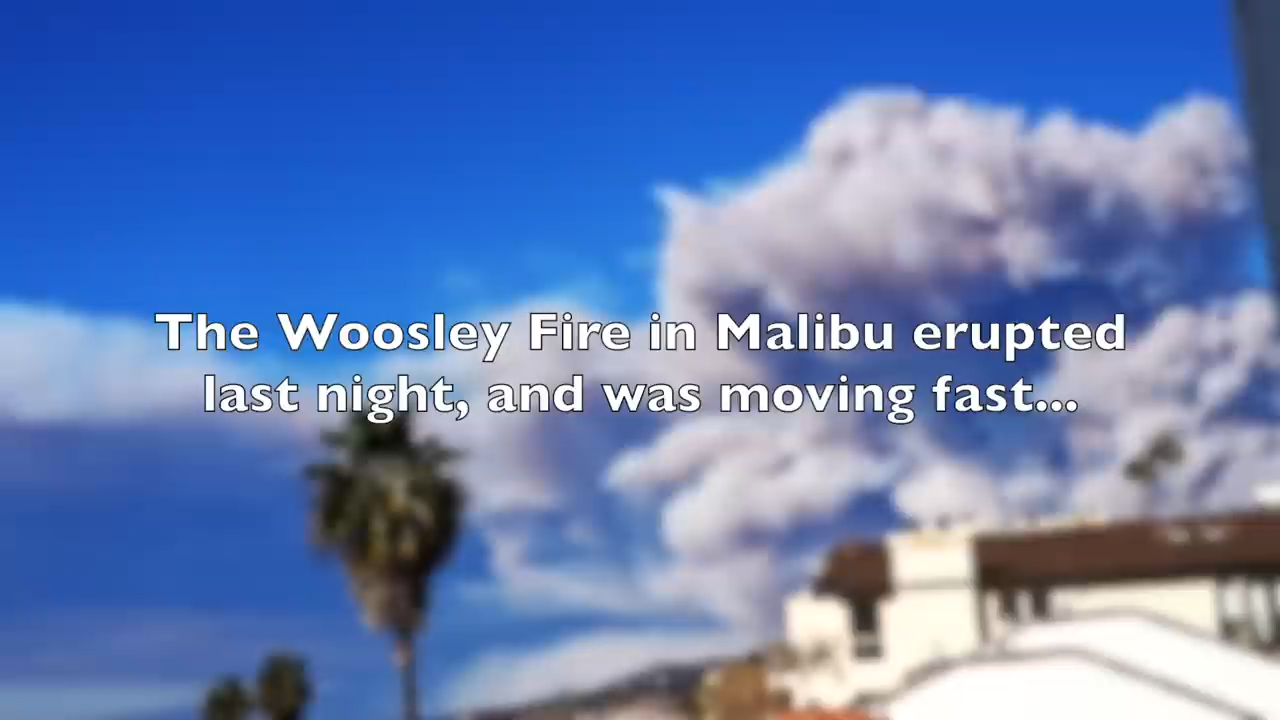 The Woosley Fire in Malibu erupted
last night, and was moving fast...